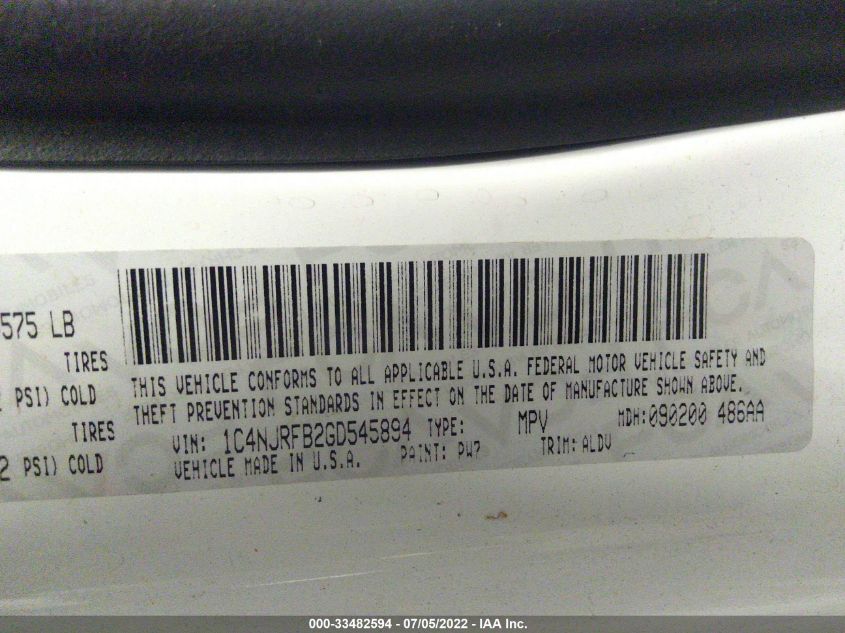 575 LB
TIRES
PSI) COLD
TIRES
2 PSI) COLD
THIS VEHICLE CONFORMS TO ALL APPLICABLE U.S.A. FEDERAL MOTOR VEHICLE SAFETY AND
THEFT PREVENTION STANDARDS IN EFFECT ON THE DATE OF MANUFACTURE SHOWN ABOVE.
VIN: 1C4NJRFB2GD545894 TYPE: MPV MDH:090200 486AA
VEHICLE MADE IN U.S.A. PAINT: PW7 TRIM: ALDV
000-33482594 - 07/05/2022 - IAA Inc.